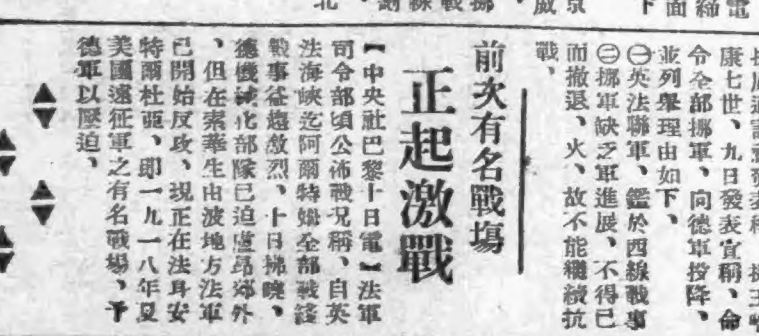 康七世、九日發表宣稱、命
令全部挪軍、向德軍投降、
並列舉理由如下、
㊀英法聯軍、鑑於西線戰事
㊁挪軍缺乏軍進展、不得已
而撤退、火、故不能繼續抗
戰、
前次有名戰場
正起激戰
【中央社巴黎十日電】法軍
司令部頃公佈戰況稱、自英
法海峽迄阿爾特姆全部戰綫
戰事益趨激烈、十日拂曉、
德機械化部隊已迫盧昂郊外
、但在索華生由波地方法軍
已開始反攻、現正在法身安
特爾杜亞、即一九一八年夏
美國遠征軍之有名戰場、予
德軍以壓迫、